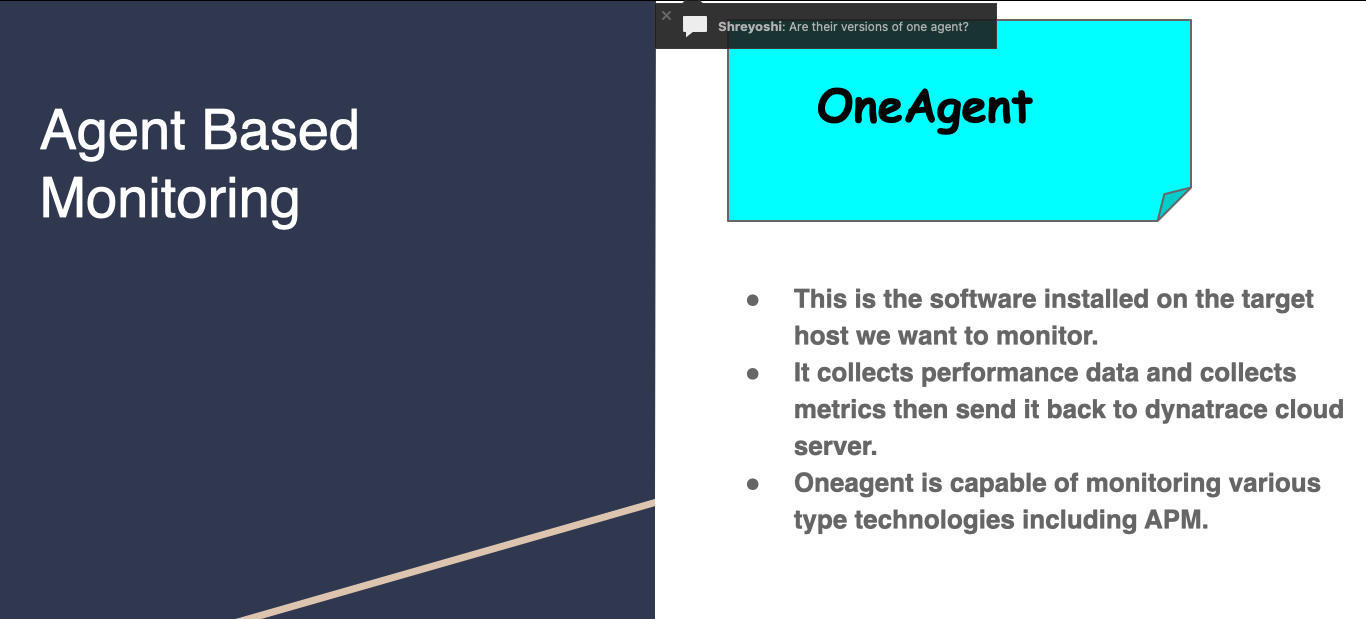 Agent Based
Monitoring
Shreyoshi: Are their versions of one agent?
OneAgent
● This is the software installed on the target
host we want to monitor.
● It collects performance data and collects
metrics then send it back to dynatrace cloud
server.
● Oneagent is capable of monitoring various
type technologies including APM.